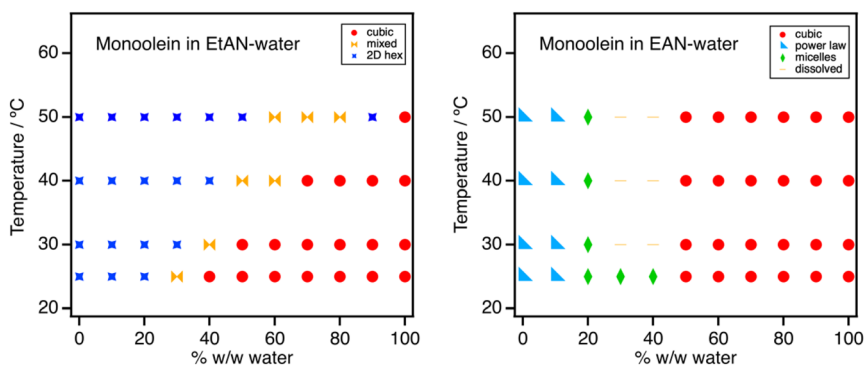 Monoolein in EtAN-water
cubic
mixed
2D hex
60
50
40
30
20
Temperature / ºC
0
20
40
60
80
100
% w/w water
Monoolein in EAN-water
cubic
power law
micelles
dissolved
60
50
40
30
20
Temperature / ºC
0
20
40
60
80
100
% w/w water